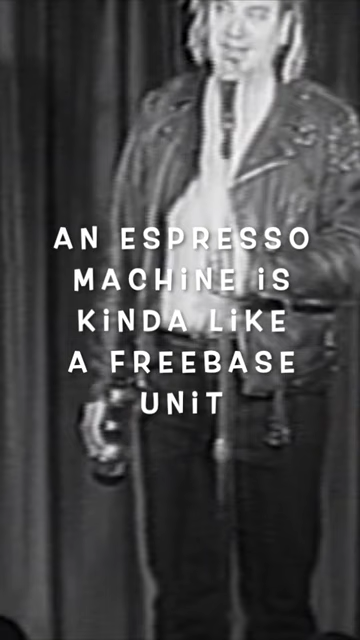 AN ESPRESSO
MACHiNE iS
KiNDA LiKE
A FREEBASE
UNiT